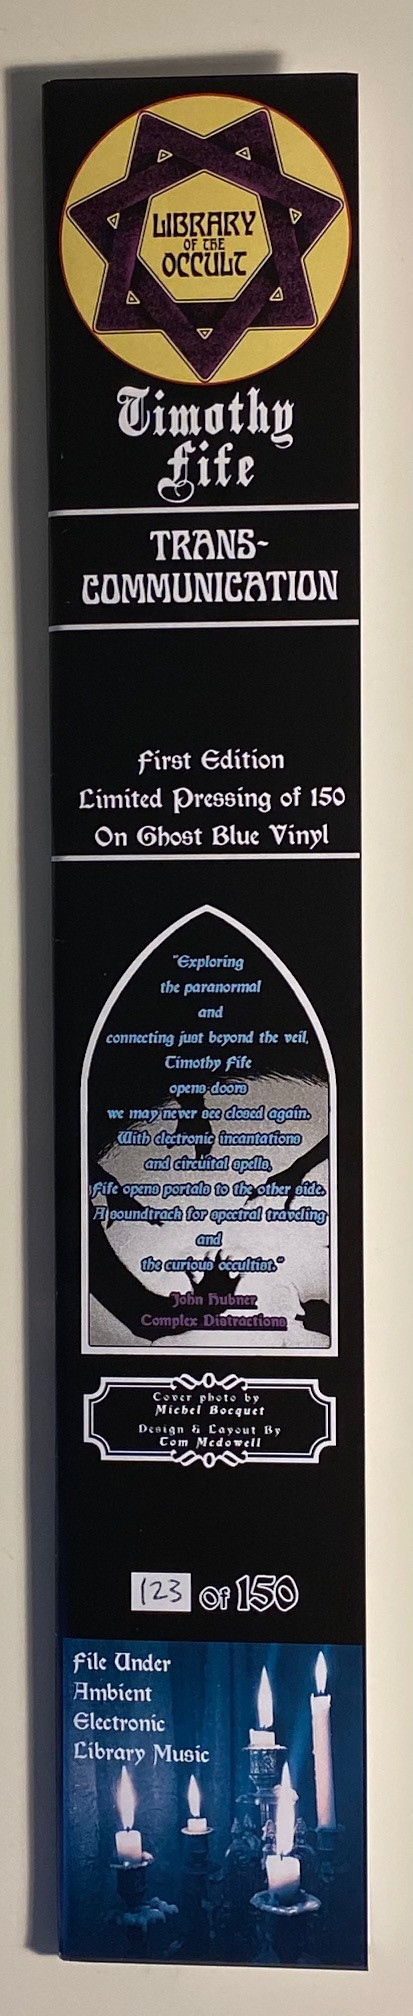 LIBRARY
OF THE
OCCULT
Timothy
Fife
TRANS-
COMMUNICATION
First Edition
Limited Pressing of 150
On Ghost Blue Vinyl
"Exploring
the paranormal
and
connecting just beyond the veil,
Timothy Fife
opens doors
we may never see closed again.
With electronic incantations
and circuital spells,
Fife opens portals to the other side.
A soundtrack for spectral traveling
and
the curious occultist."
John Hubner
Complex Distractions
Cover photo by
Michel Bocquet
Design & Layout By
Tom Mcdowell
123 Of 150
File Under
Ambient
Electronic
Library Music